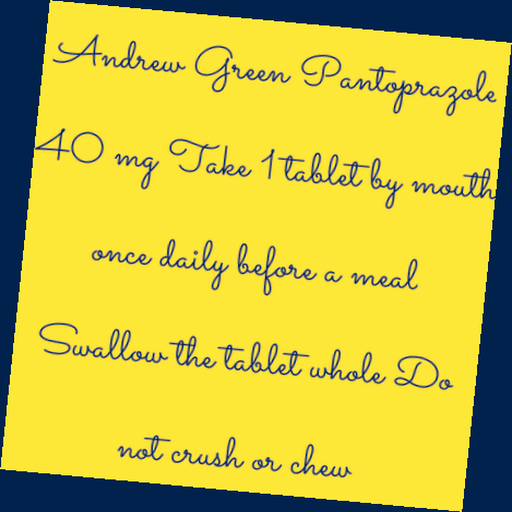 Andrew Green Pantoprazole
40 mg Take 1 tablet by mouth
once daily before a meal
Swallow the tablet whole Do
not crush or chew